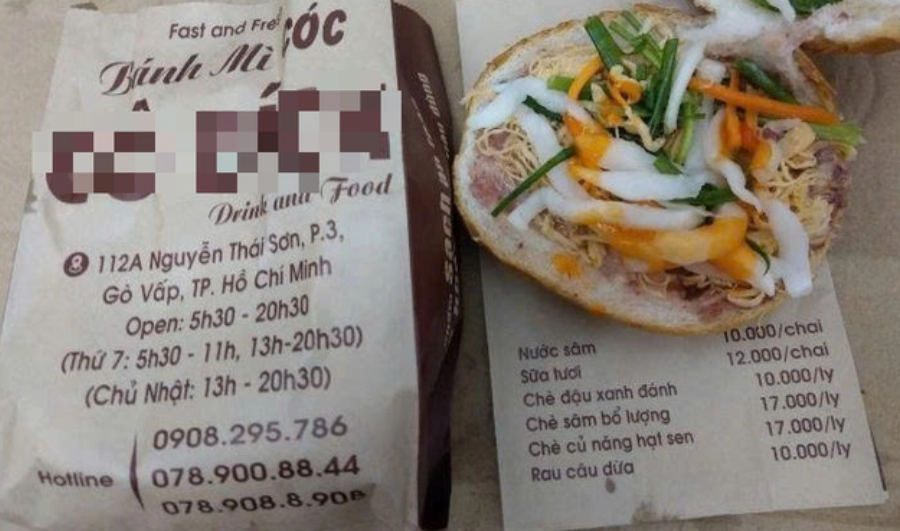 Fast and Fre
ÓC
Bánh Mì
Drink and Food
112A Nguyễn Thái Sơn, P.3,
Gò Vấp, TP. Hồ Chí Minh
Open: 5h30 - 20h30
(Thứ 7: 5h30 - 11h, 13h-20h30)
(Chủ Nhật: 13h - 20h30)
Hotline
0908.295.786
078.900.88.44
078.908.8.908
Nước sâm 10.000/chai
Sữa tươi 12.000/chai
Chè đậu xanh đánh 10.000/ly
Chè sâm bổ lượng 17.000/ly
Chè củ năng hạt sen 17.000/ly
Rau câu dừa 10.000/ly